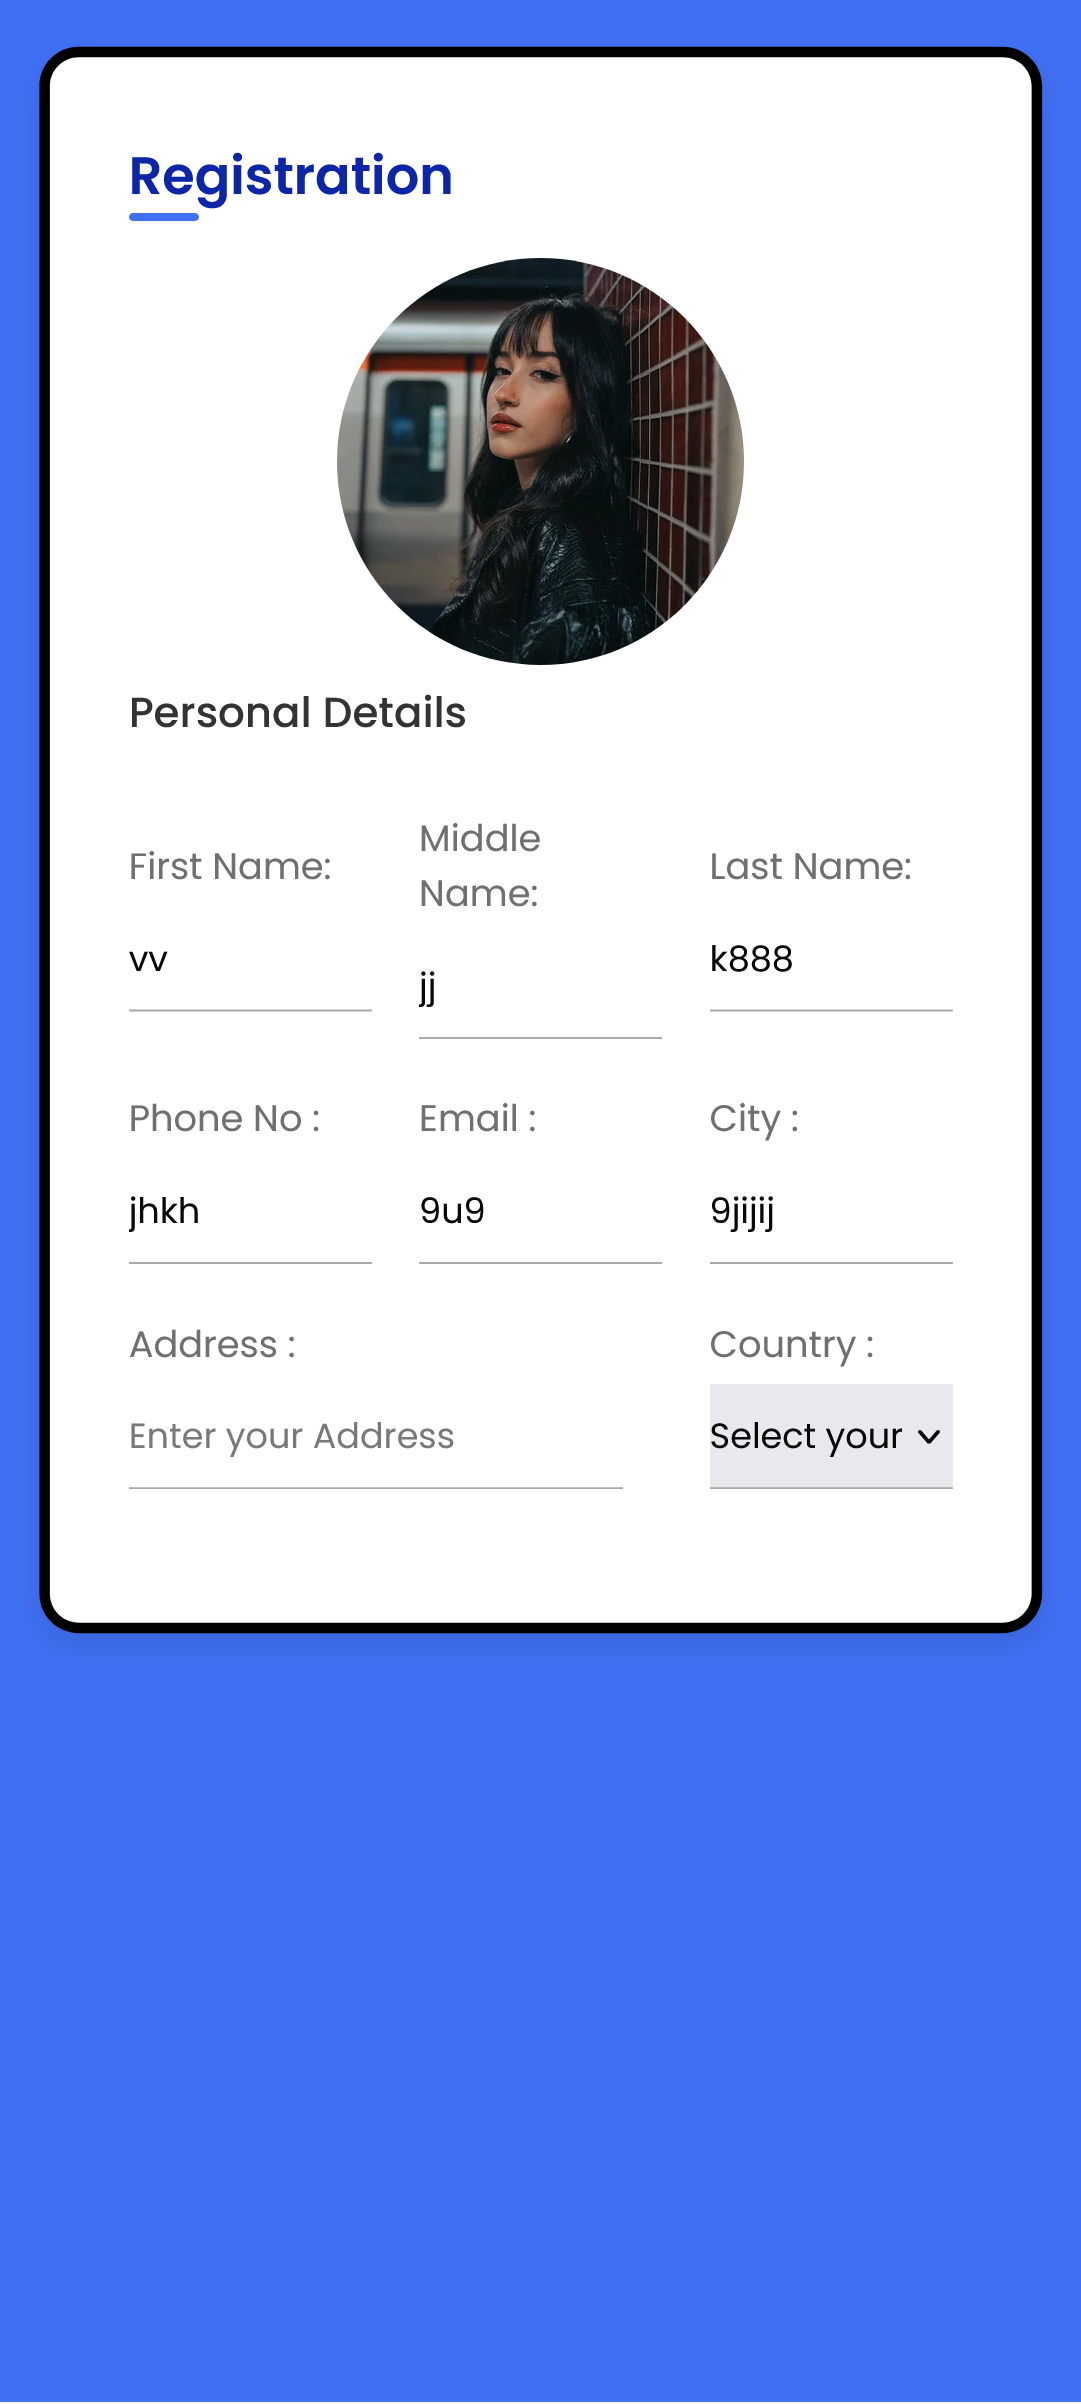 Registration
Personal Details
First Name:
Middle
Name:
Last Name:
vv
jj
k888
Phone No :
Email :
City :
jhkh
9u9
9jijij
Address :
Country :
Enter your Address
Select your